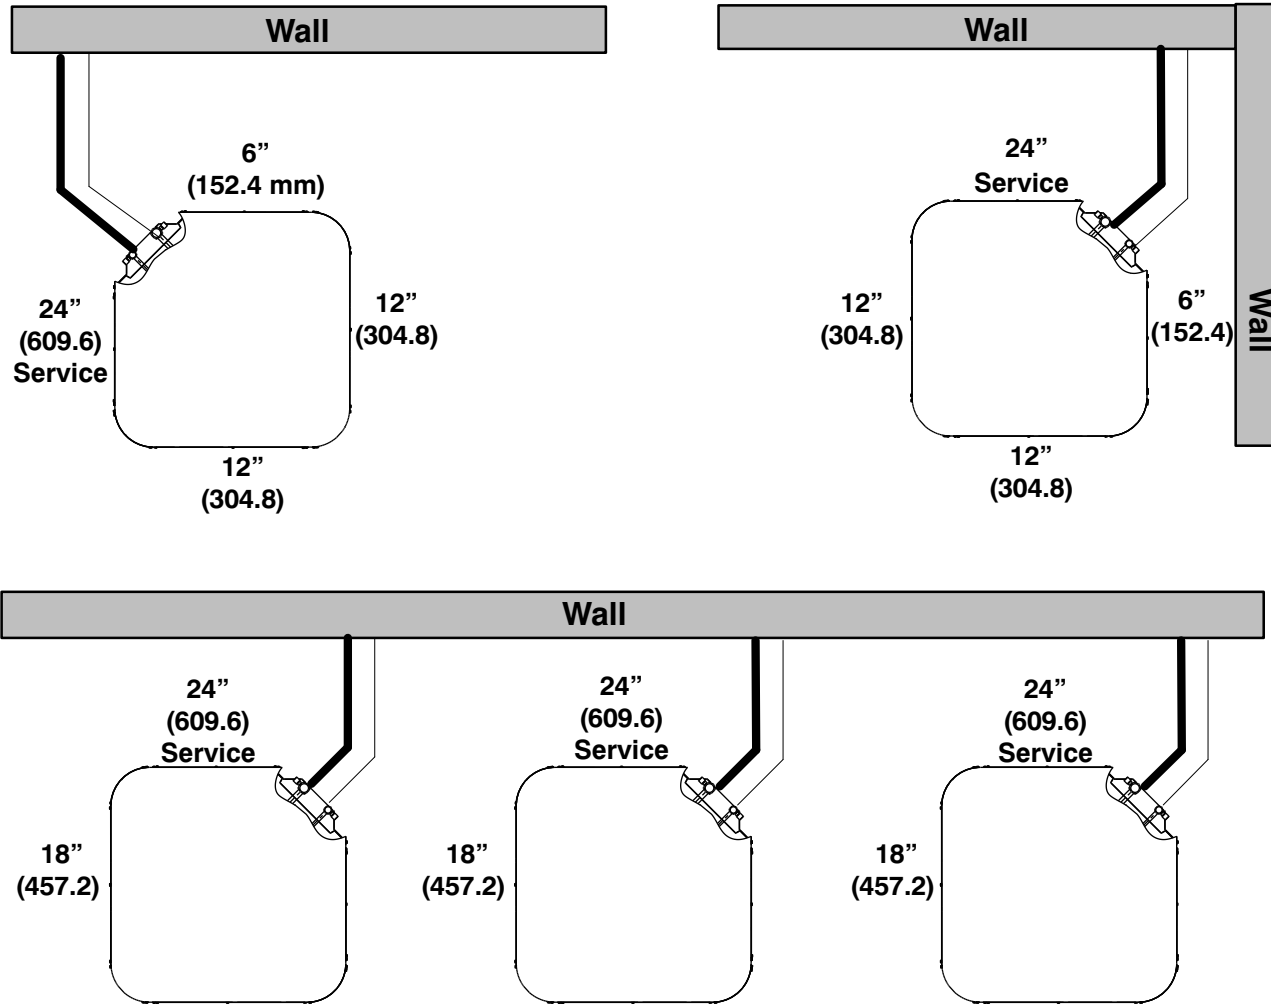 Wall
6”
(152.4 mm)
24”
(609.6)
Service
12”
(304.8)
12”
(304.8)
Wall
Wall
24”
Service
12”
(304.8)
6”
(152.4)
12”
(304.8)
Wall
24”
(609.6)
Service
18”
(457.2)
24”
(609.6)
Service
18”
(457.2)
24”
(609.6)
Service
18”
(457.2)